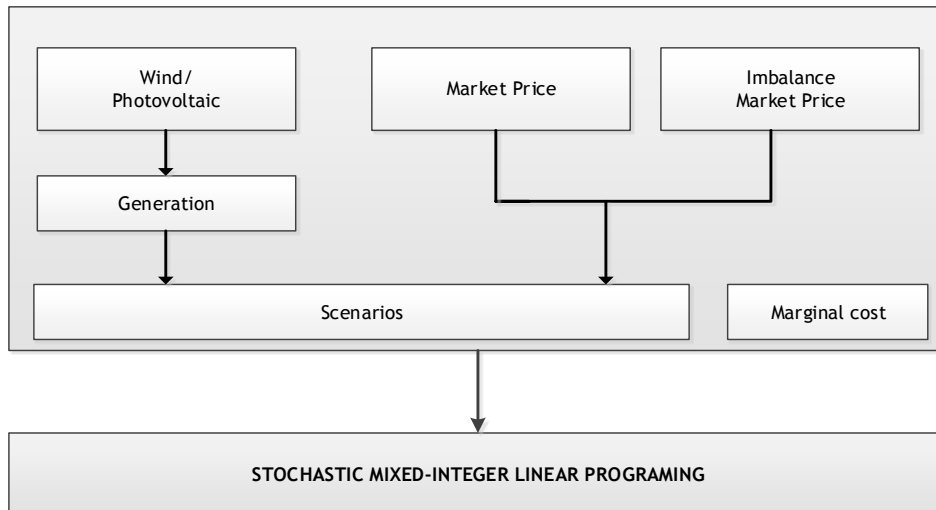 Wind/
Photovoltaic
Market Price
Imbalance
Market Price
Generation
Scenarios
Marginal cost
STOCHASTIC MIXED-INTEGER LINEAR PROGRAMING